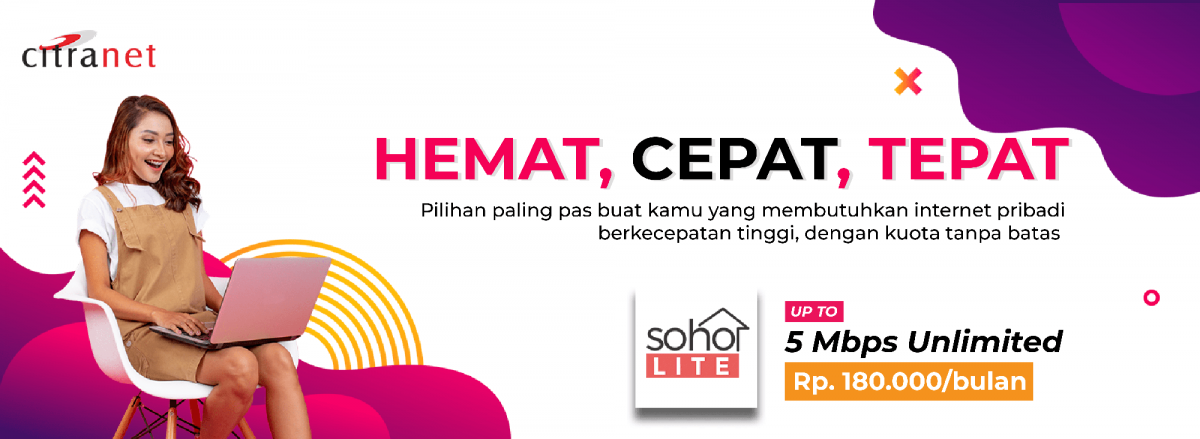 citranet
HEMAT, CEPAT, TEPAT
Pilihan paling pas buat kamu yang membutuhkan internet pribadi
berkecepatan tinggi, dengan kuota tanpa batas
soho
LITE
UP TO
5 Mbps Unlimited
Rp. 180.000/bulan